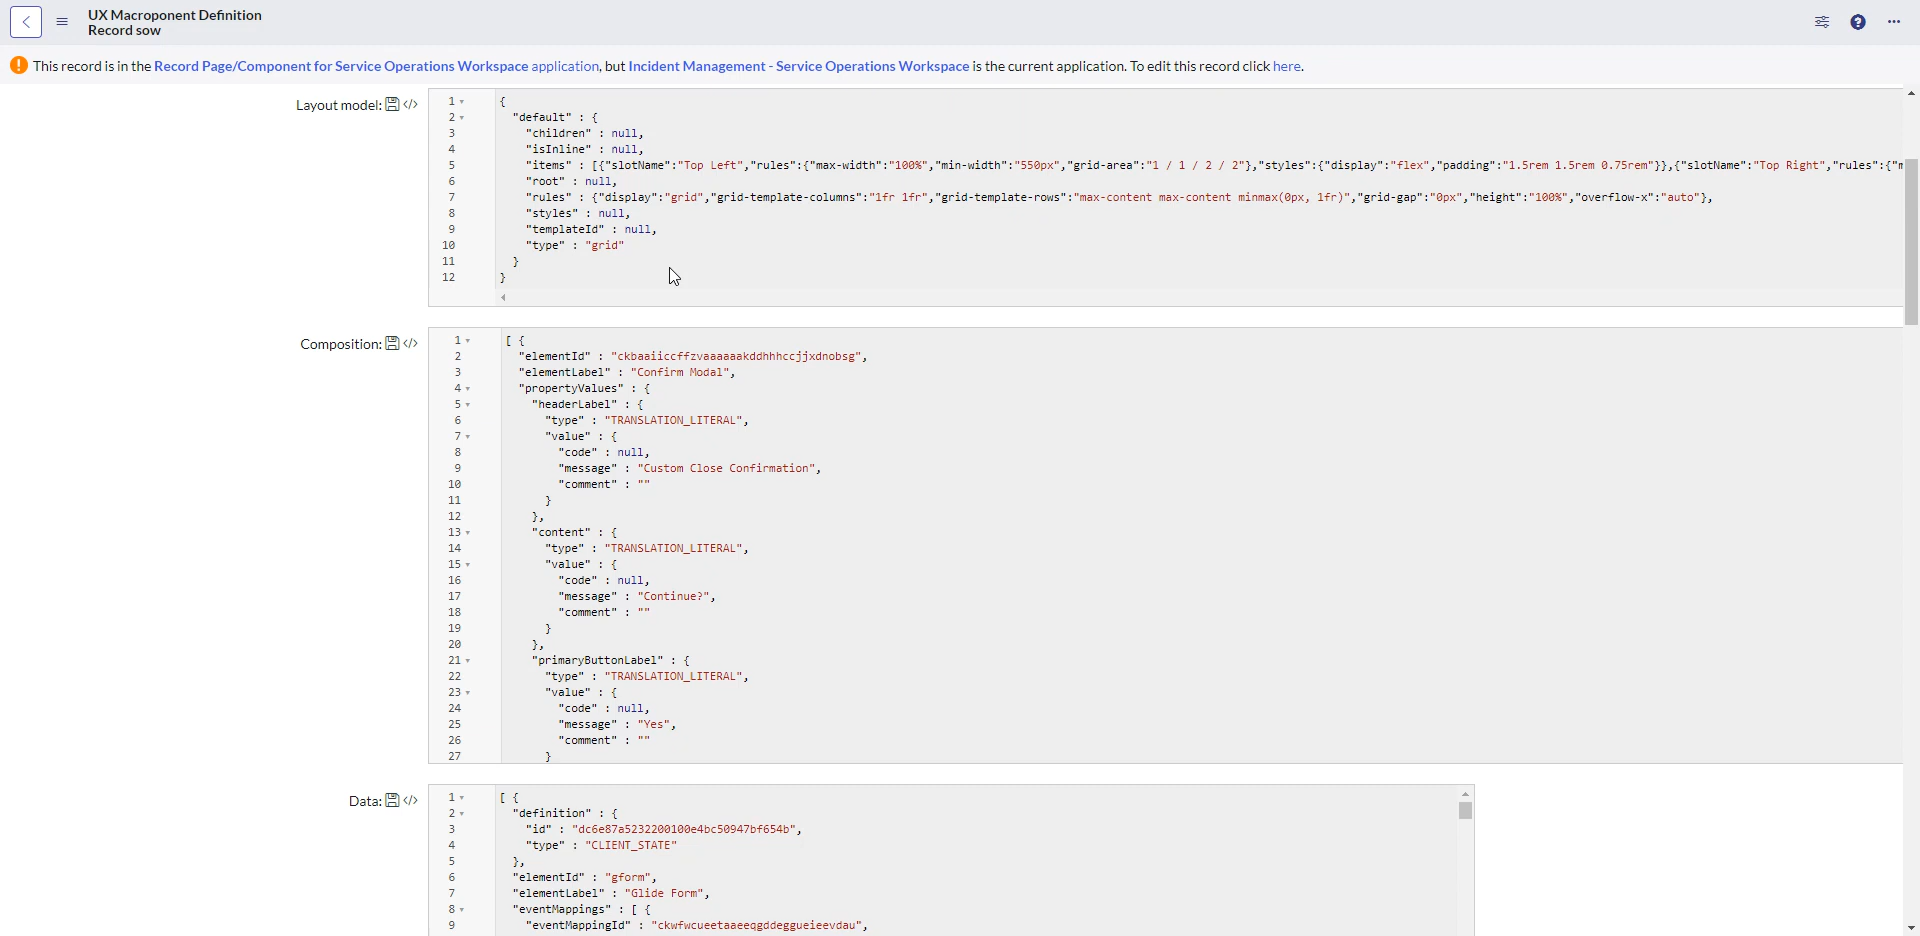 UX Macroponent Definition
Record sow
This record is in the Record Page/Component for Service Operations Workspace application, but Incident Management - Service Operations Workspace is the current application. To edit this record click here.
Layout model:
1 {
2 "default" : {
3 "children" : null,
4 "isInline" : null,
5 "items" : [{"slotName":"Top Left","rules":{"max-width":"100%","min-width":"550px","grid-area":"1 / 1 / 2 / 2"},"styles":{"display":"flex","padding":"1.5rem 1.5rem 0.75rem"}},{"slotName":"Top Right","rules":{"
6 "root" : null,
7 "rules" : {"display":"grid","grid-template-columns":"1fr 1fr","grid-template-rows":"max-content max-content minmax(0px, 1fr)","grid-gap":"0px","height":"100%","overflow-x":"auto"},
8 "styles" : null,
9 "templateId" : null,
10 "type" : "grid"
11 }
12 }
Composition:
1 [ {
2 "elementId" : "ckbaaiiccffzvaaaaaakddhhhccjjxdnobsg",
3 "elementLabel" : "Confirm Modal",
4 "propertyValues" : {
5 "headerLabel" : {
6 "type" : "TRANSLATION_LITERAL",
7 "value" : {
8 "code" : null,
9 "message" : "Custom Close Confirmation",
10 "comment" : ""
11 }
12 },
13 "content" : {
14 "type" : "TRANSLATION_LITERAL",
15 "value" : {
16 "code" : null,
17 "message" : "Continue?",
18 "comment" : ""
19 }
20 },
21 "primaryButtonLabel" : {
22 "type" : "TRANSLATION_LITERAL",
23 "value" : {
24 "code" : null,
25 "message" : "Yes",
26 "comment" : ""
27 }
Data:
1 [ {
2 "definition" : {
3 "id" : "dc6e87a5232200100e4bc50947bf654b",
4 "type" : "CLIENT_STATE"
5 },
6 "elementId" : "gform",
7 "elementLabel" : "Glide Form",
8 "eventMappings" : [ {
9 "eventMappingId" : "ckwfwcueetaaeeqgddeggueieevdau",